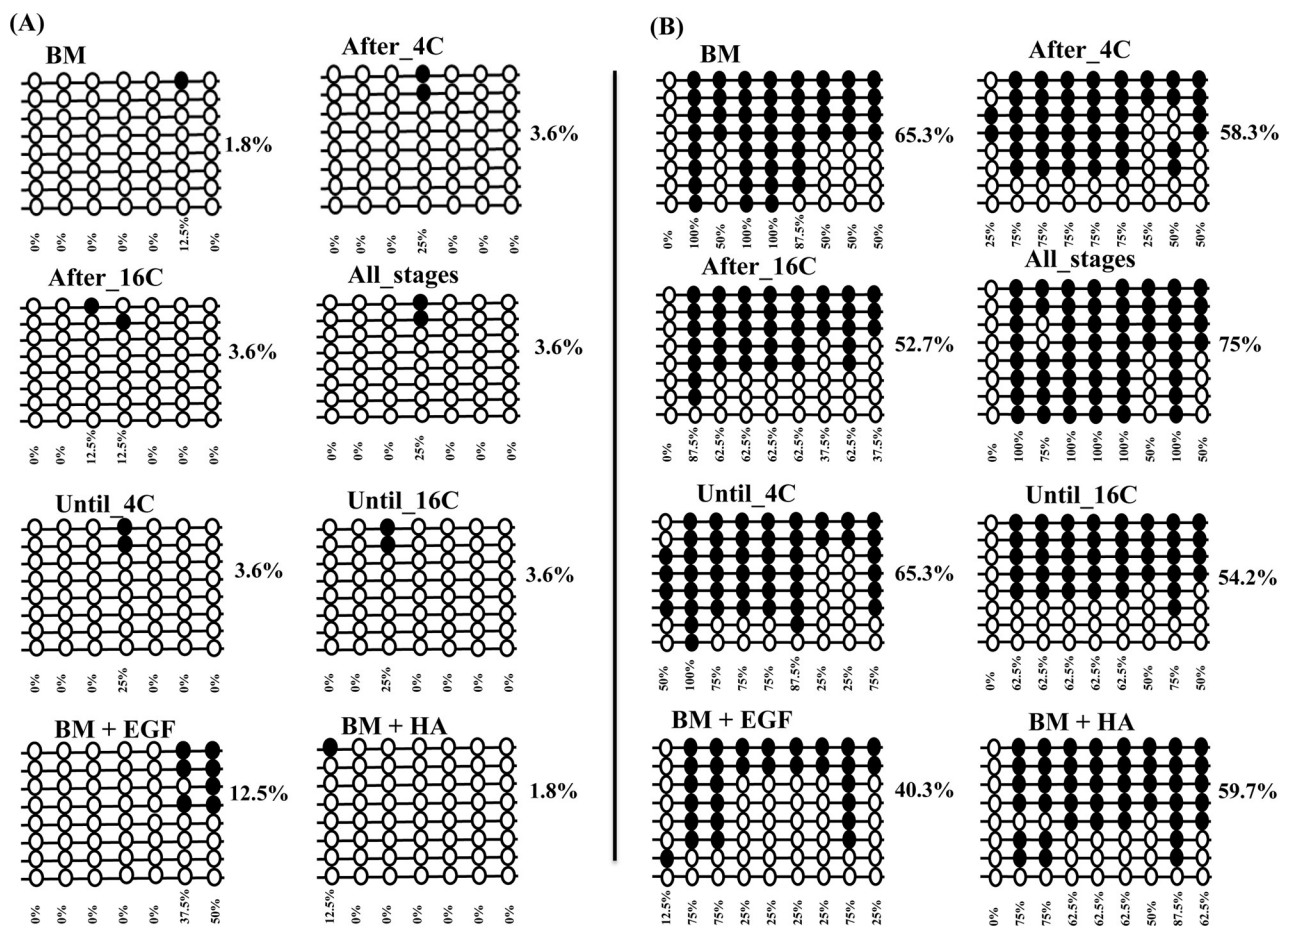 (A)
BM
1.8%
0% 0% 0% 0% 0% 12.5% 0%
After_4C
3.6%
0% 0% 0% 25% 0% 0% 0%
After_16C
3.6%
0% 0% 12.5% 12.5% 0% 0% 0%
All_stages
3.6%
0% 0% 0% 25% 0% 0% 0%
Until_4C
3.6%
0% 0% 0% 25% 0% 0% 0%
Until_16C
3.6%
0% 0% 25% 0% 0% 0% 0%
BM + EGF
12.5%
0% 0% 0% 0% 0% 37.5% 50%
BM + HA
1.8%
12.5% 0% 0% 0% 0% 0% 0%
(B)
BM
65.3%
0% 100% 50% 100% 100% 87.5% 50% 50% 50%
After_4C
58.3%
25% 75% 75% 75% 75% 75% 25% 50% 50%
After_16C
52.7%
0% 87.5% 62.5% 62.5% 62.5% 62.5% 37.5% 62.5% 37.5%
All_stages
75%
0% 100% 75% 100% 100% 100% 50% 100% 50%
Until_4C
65.3%
50% 100% 75% 75% 75% 87.5% 25% 25% 75%
Until_16C
54.2%
0% 62.5% 62.5% 62.5% 62.5% 62.5% 50% 75% 50%
BM + EGF
40.3%
12.5% 75% 75% 25% 25% 25% 25% 75% 25%
BM + HA
59.7%
0% 75% 75% 62.5% 62.5% 62.5% 50% 87.5% 62.5%